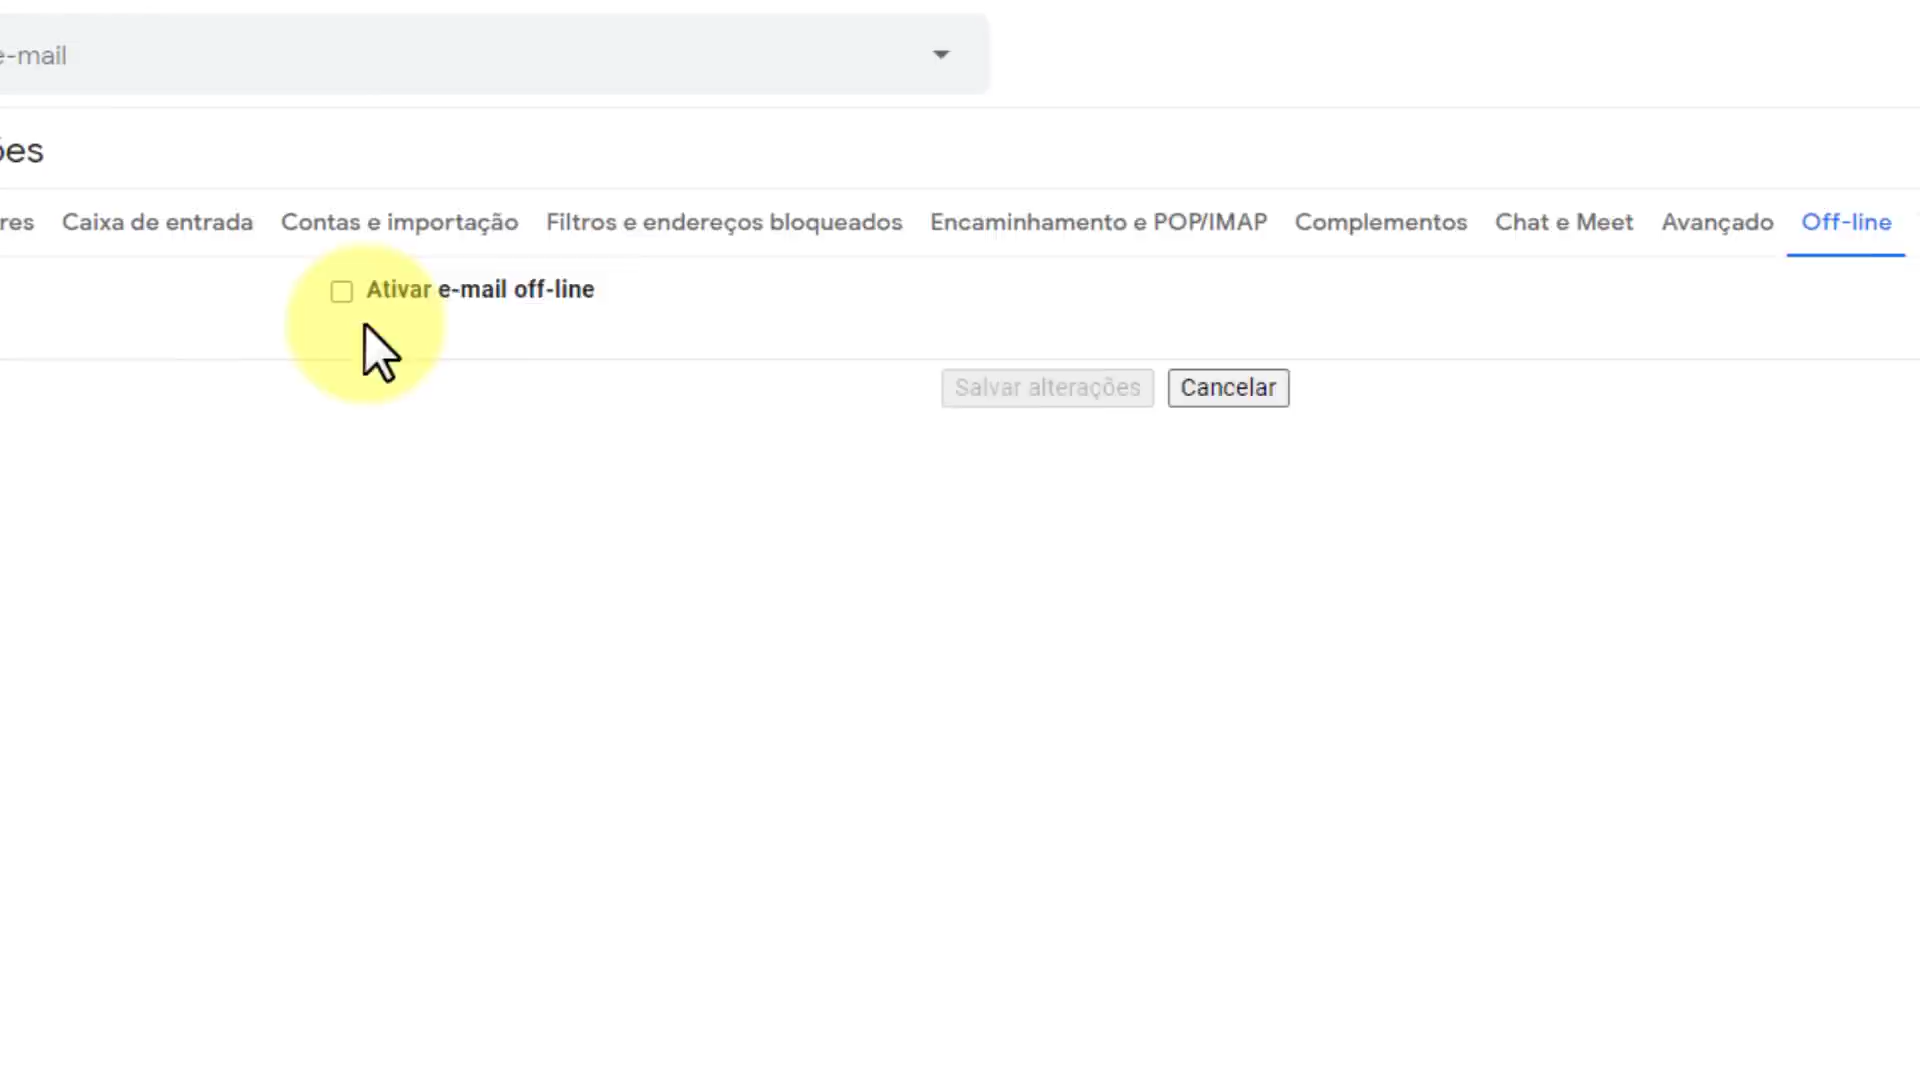 e-mail
ões
res Caixa de entrada Contas e importação Filtros e endereços bloqueados Encaminhamento e POP/IMAP Complementos Chat e Meet Avançado Off-line
Ativar e-mail off-line
Salvar alterações Cancelar